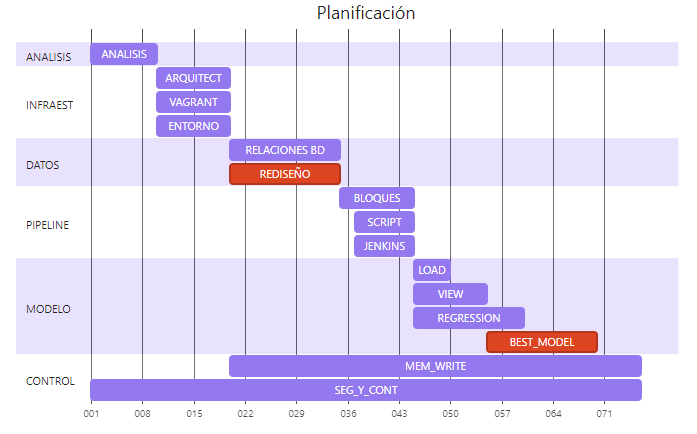 Planificación
ANALISIS
ANALISIS
ARQUITECT
INFRAEST
VAGRANT
ENTORNO
RELACIONES BD
DATOS
REDISEÑO
BLOQUES
PIPELINE
SCRIPT
JENKINS
LOAD
VIEW
MODELO
REGRESSION
BEST_MODEL
MEM_WRITE
CONTROL
SEG_Y_CONT
001 008 015 022 029 036 043 050 057 064 071